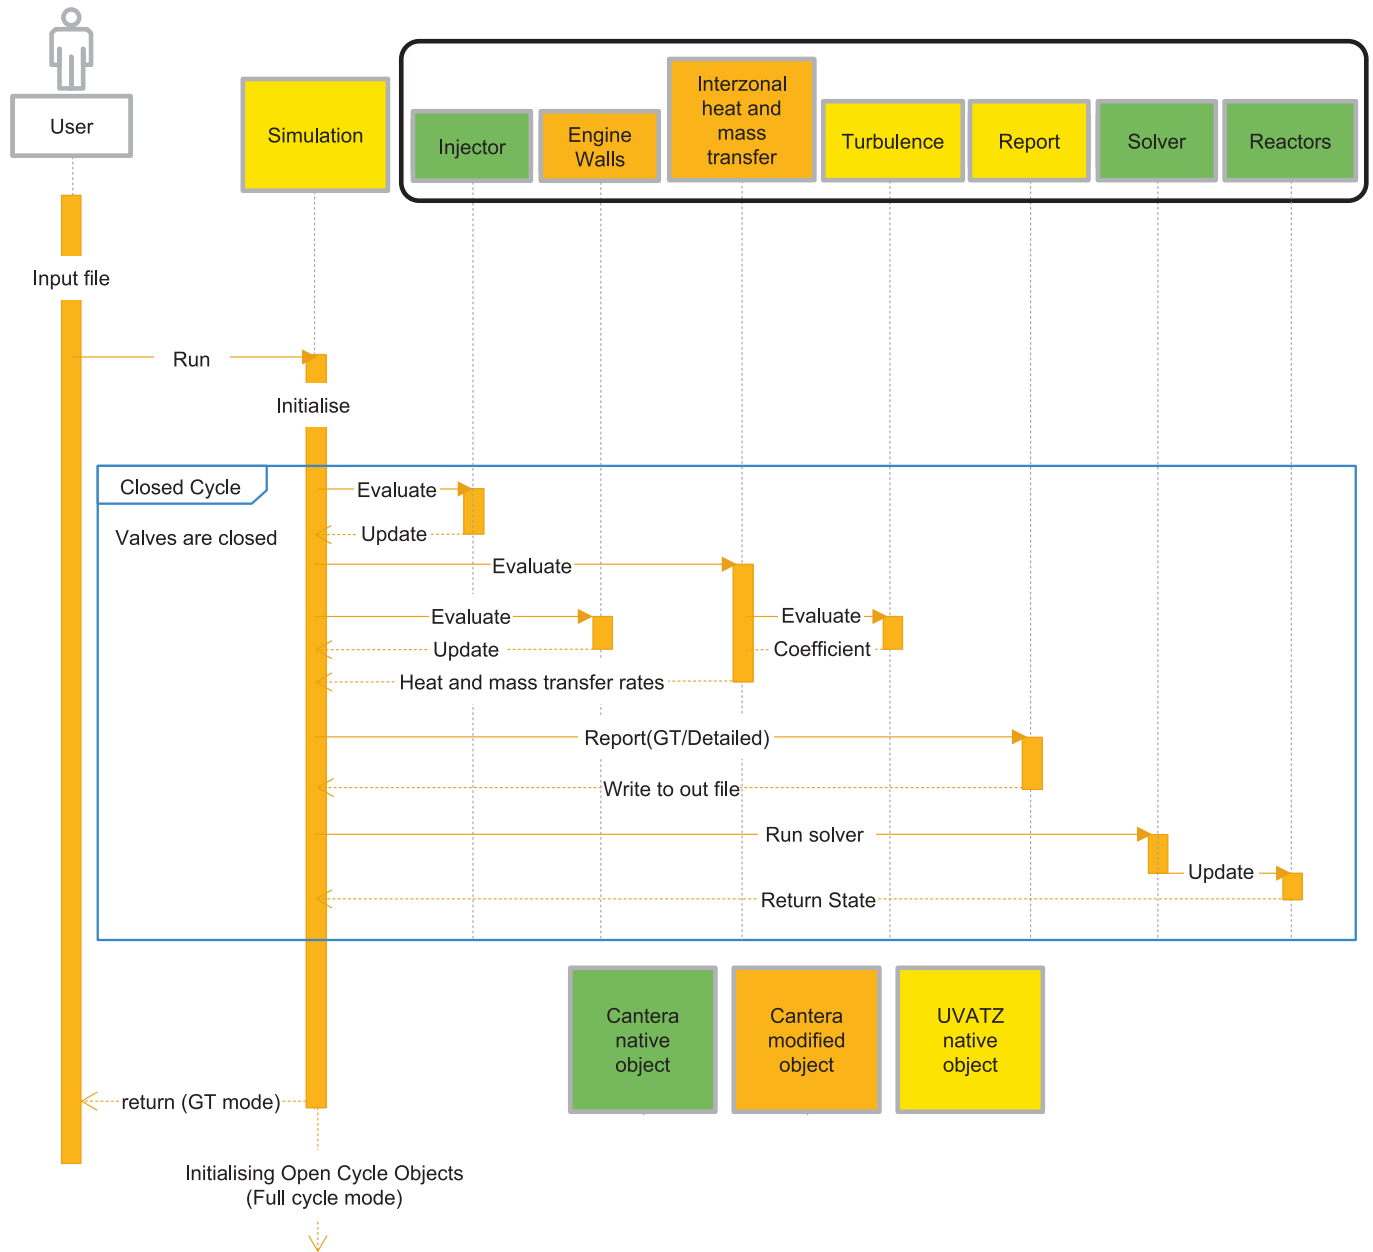 User
Simulation
Injector
Engine
Walls
Interzonal
heat and
mass
transfer
Turbulence
Report
Solver
Reactors
Input file
Run
Initialise
Closed Cycle
Evaluate
Valves are closed
Update
Evaluate
Evaluate
Evaluate
Update
Coefficient
Heat and mass transfer rates
Report(GT/Detailed)
Write to out file
Run solver
Update
Return State
Cantera
native
object
Cantera
modified
object
UVATZ
native
object
return (GT mode)
Initialising Open Cycle Objects
(Full cycle mode)